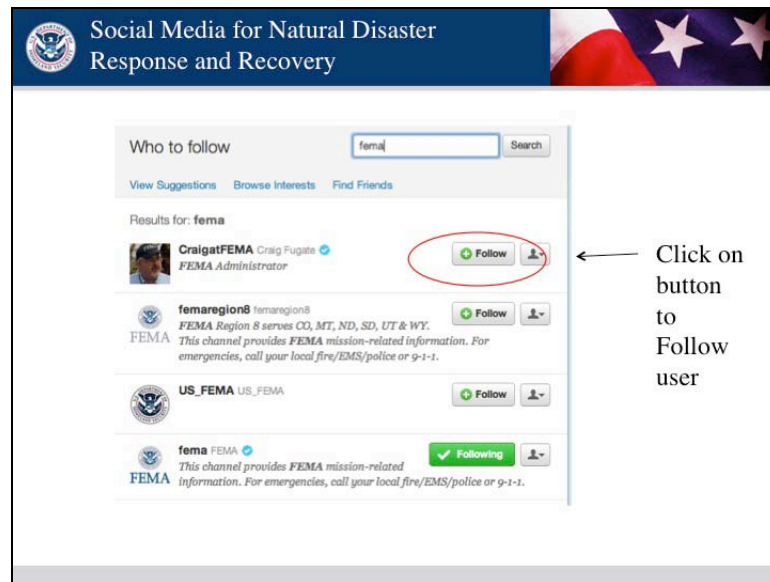 Social Media for Natural Disaster
Response and Recovery
Who to follow
fema
Search
View Suggestions Browse Interests Find Friends
Results for: fema
CraigatFEMA Craig Fugate
FEMA Administrator
Follow
femaregion8 femaregion8
FEMA Region 8 serves CO, MT, ND, SD, UT & WY.
This channel provides FEMA mission-related information. For
emergencies, call your local fire/EMS/police or 9-1-1.
Follow
FEMA
US_FEMA US_FEMA
Follow
fema FEMA
This channel provides FEMA mission-related
information. For emergencies, call your local fire/EMS/police or 9-1-1.
Following
FEMA
Click on
button
to
Follow
user